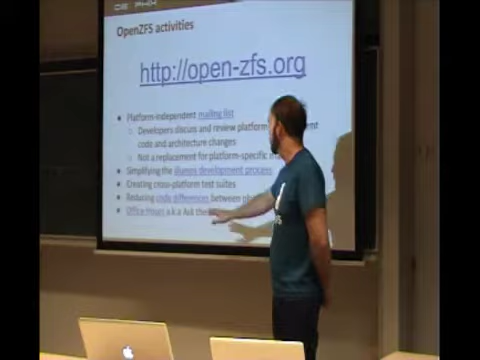 OpenZFS activities
http://open-zfs.org
Platform-independent mailing list
Developers discuss and review platform
code and architecture changes
Not a replacement for platform-specific
Simplifying the illumos development process
Creating cross-platform test suites
Reducing code differences between
Office Hours a.k.a Ask the